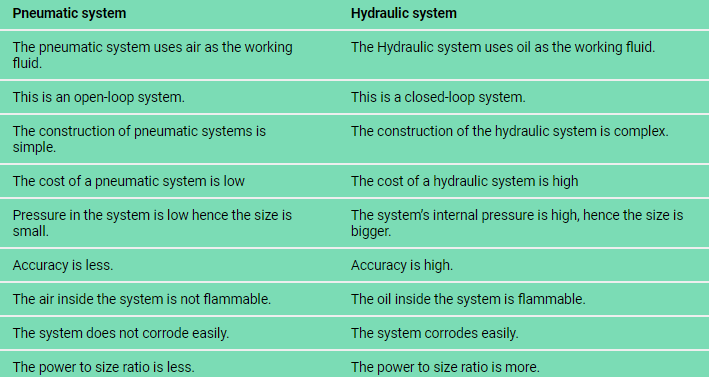 Pneumatic system
Hydraulic system
The pneumatic system uses air as the working
fluid.
The Hydraulic system uses oil as the working fluid.
This is an open-loop system.
This is a closed-loop system.
The construction of pneumatic systems is
simple.
The construction of the hydraulic system is complex.
The cost of a pneumatic system is low
The cost of a hydraulic system is high
Pressure in the system is low hence the size is
small.
The system's internal pressure is high, hence the size is
bigger.
Accuracy is less.
Accuracy is high.
The air inside the system is not flammable.
The oil inside the system is flammable.
The system does not corrode easily.
The system corrodes easily.
The power to size ratio is less.
The power to size ratio is more.